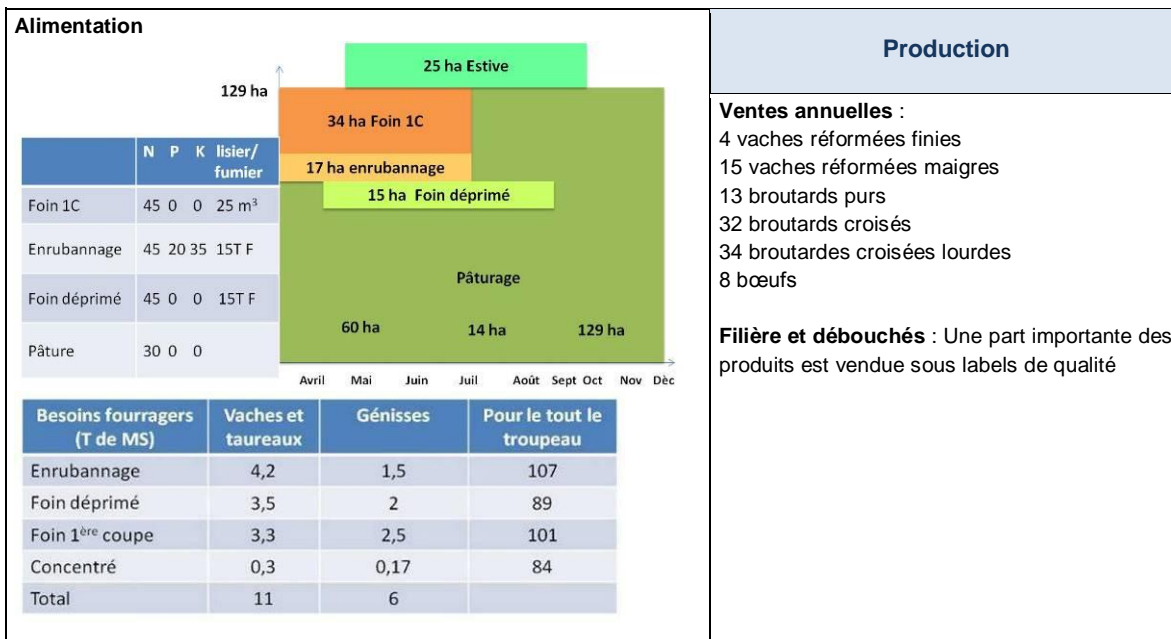 Alimentation
25 ha Estive
129 ha
34 ha Foin 1C
17 ha enrubannage
15 ha Foin déprimé
Pâturage
60 ha 14 ha 129 ha
Avril Mai Juin Juil Août Sept Oct Nov Dèc
N P K lisier/
fumier
Foin 1C 45 0 0 25 m³
Enrubannage 45 20 35 15T F
Foin déprimé 45 0 0 15T F
Pâture 30 0 0
Besoins fourragers Vaches et Génisses Pour le tout le
(T de MS) taureaux troupeau
Enrubannage 4,2 1,5 107
Foin déprimé 3,5 2 89
Foin 1ère coupe 3,3 2,5 101
Concentré 0,3 0,17 84
Total 11 6
Production
Ventes annuelles :
4 vaches réformées finies
15 vaches réformées maigres
13 broutards purs
32 broutards croisés
34 broutardes croisées lourdes
8 bœufs
Filière et débouchés : Une part importante des
produits est vendue sous labels de qualité